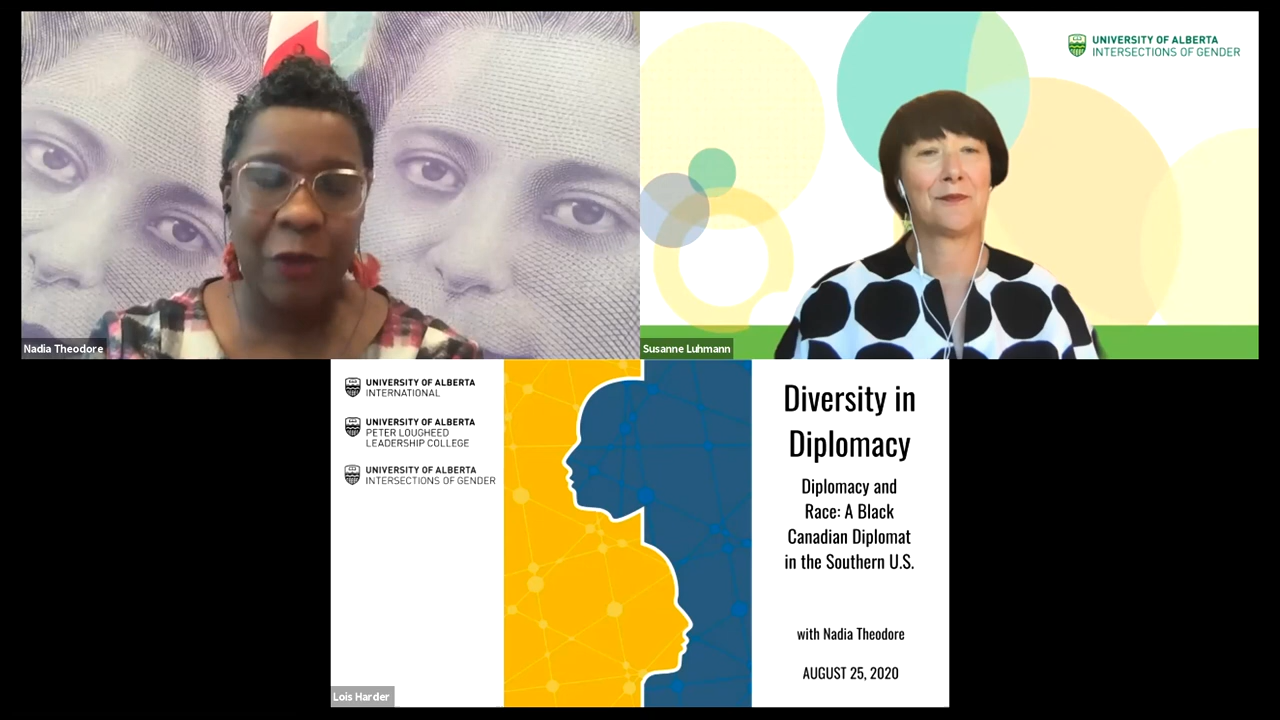 UNIVERSITY OF ALBERTA
INTERSECTIONS OF GENDER
Nadia Theodore
Susanne Luhmann
UNIVERSITY OF ALBERTA
INTERNATIONAL
UNIVERSITY OF ALBERTA
PETER LOUGHEED
LEADERSHIP COLLEGE
UNIVERSITY OF ALBERTA
INTERSECTIONS OF GENDER
Diversity in
Diplomacy
Diplomacy and
Race: A Black
Canadian Diplomat
in the Southern U.S.
with Nadia Theodore
AUGUST 25, 2020
Lois Harder